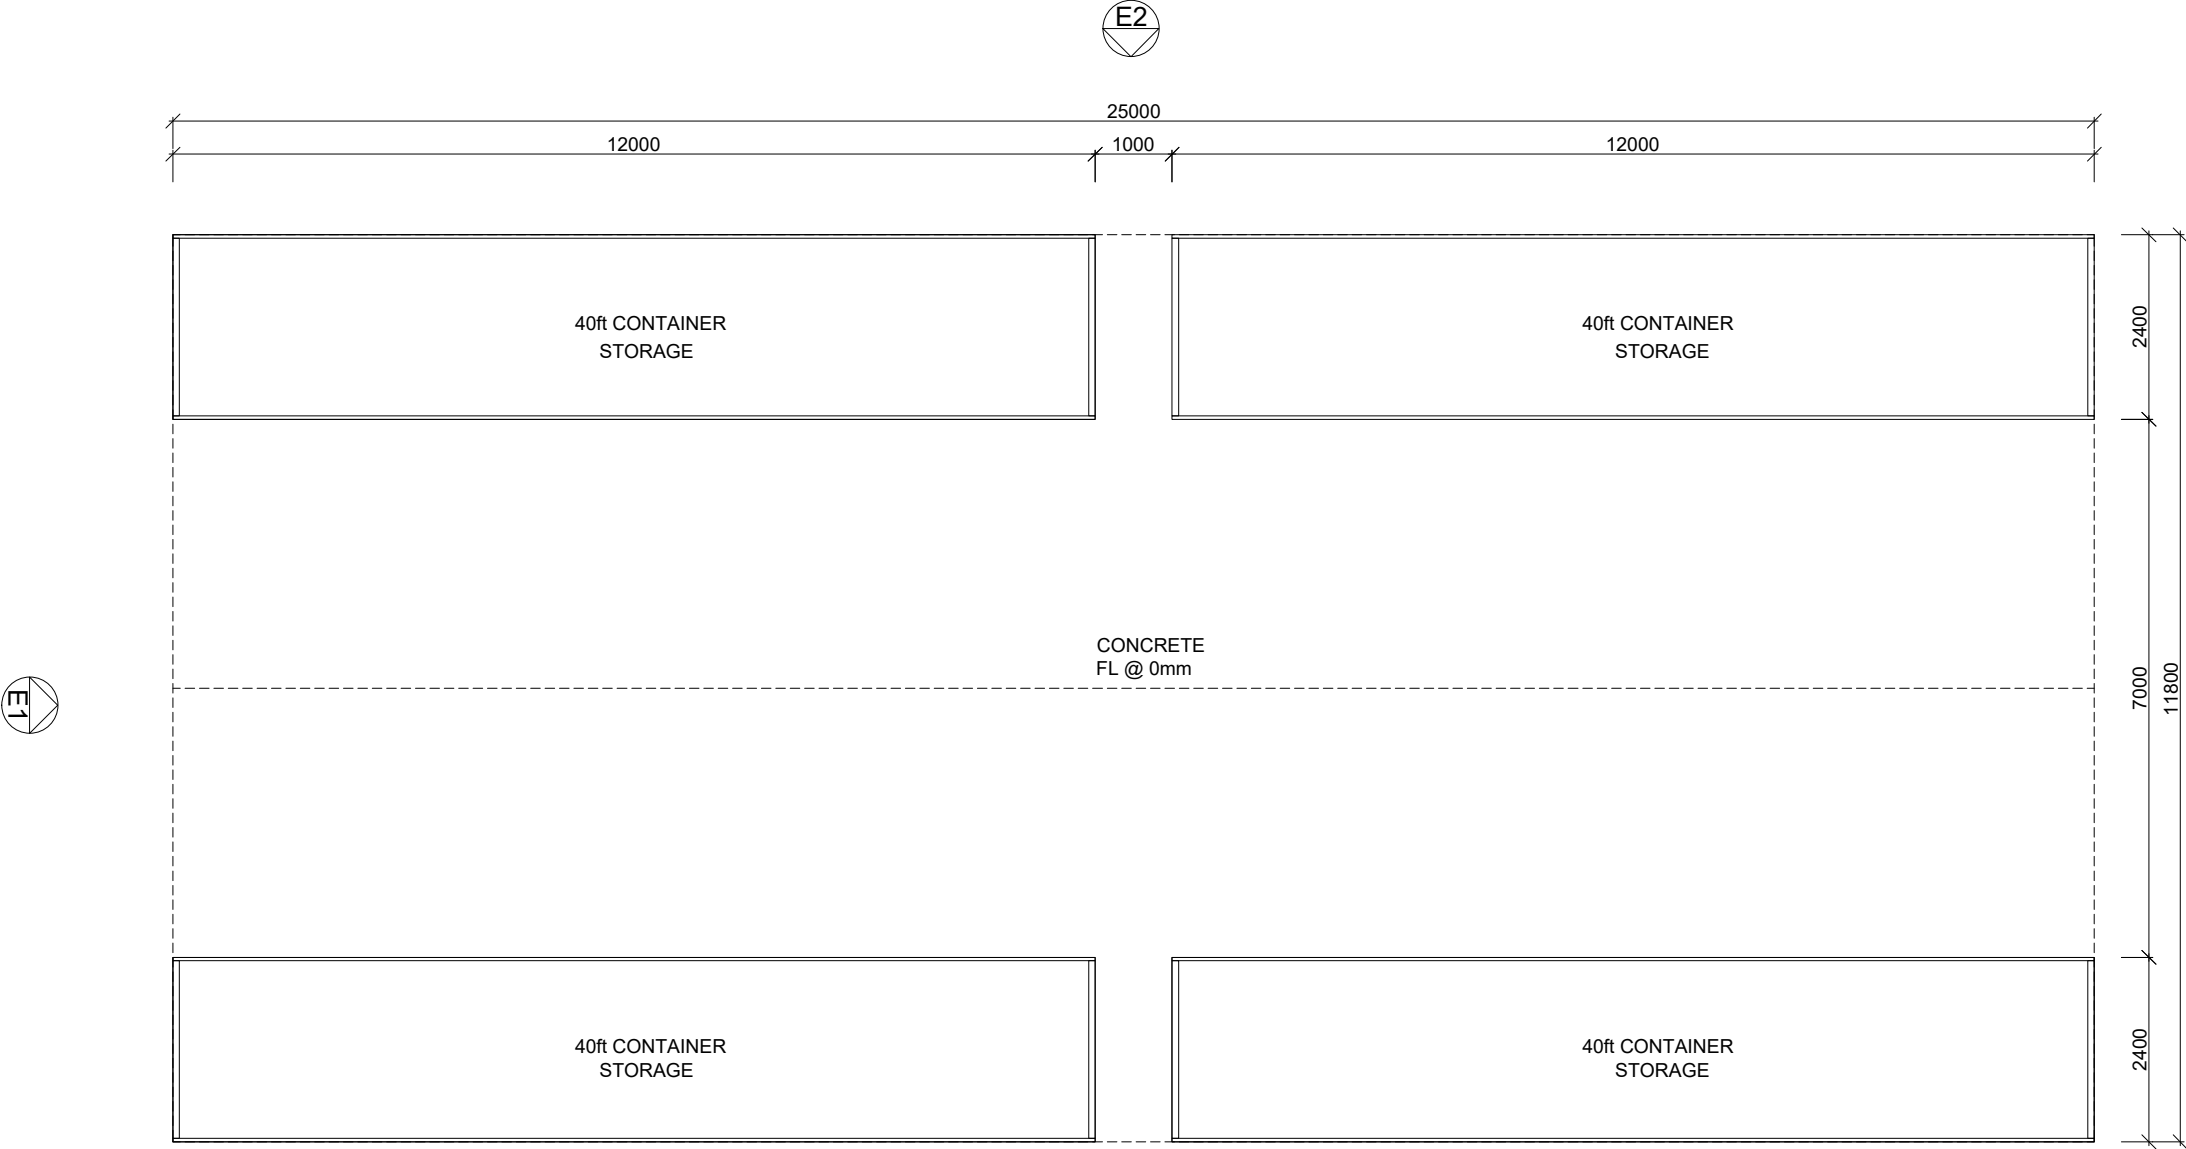 E2
25000
12000
1000
12000
40ft CONTAINER
STORAGE
40ft CONTAINER
STORAGE
2400
CONCRETE
FL @ 0mm
E1
7000
11800
40ft CONTAINER
STORAGE
40ft CONTAINER
STORAGE
2400